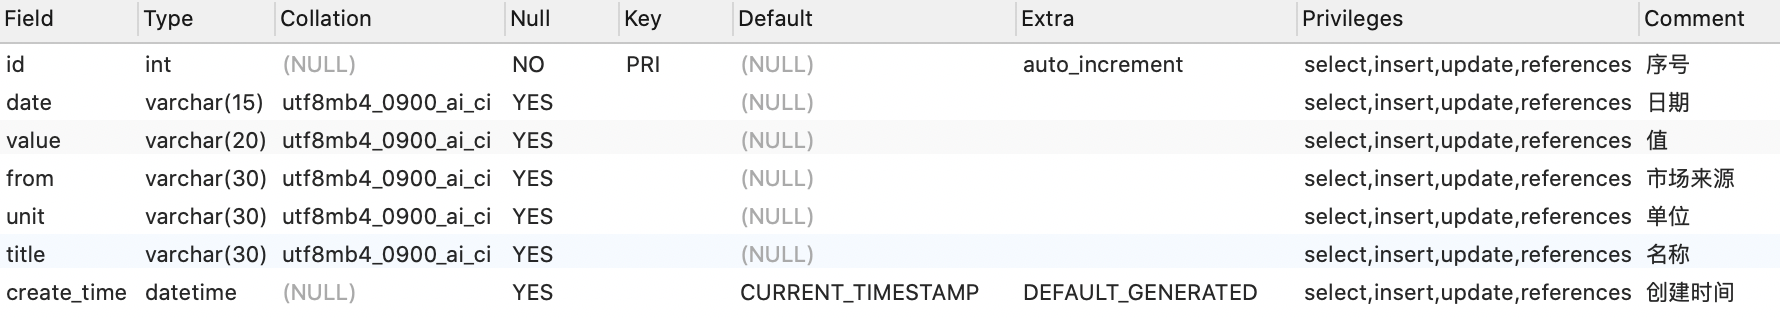 Field Type Collation Null Key Default Extra Privileges Comment
id int (NULL) NO PRI (NULL) auto_increment select,insert,update,references 序号
date varchar(15) utf8mb4_0900_ai_ci YES (NULL) select,insert,update,references 日期
value varchar(20) utf8mb4_0900_ai_ci YES (NULL) select,insert,update,references 值
from varchar(30) utf8mb4_0900_ai_ci YES (NULL) select,insert,update,references 市场来源
unit varchar(30) utf8mb4_0900_ai_ci YES (NULL) select,insert,update,references 单位
title varchar(30) utf8mb4_0900_ai_ci YES (NULL) select,insert,update,references 名称
create_time datetime (NULL) YES CURRENT_TIMESTAMP DEFAULT_GENERATED select,insert,update,references 创建时间